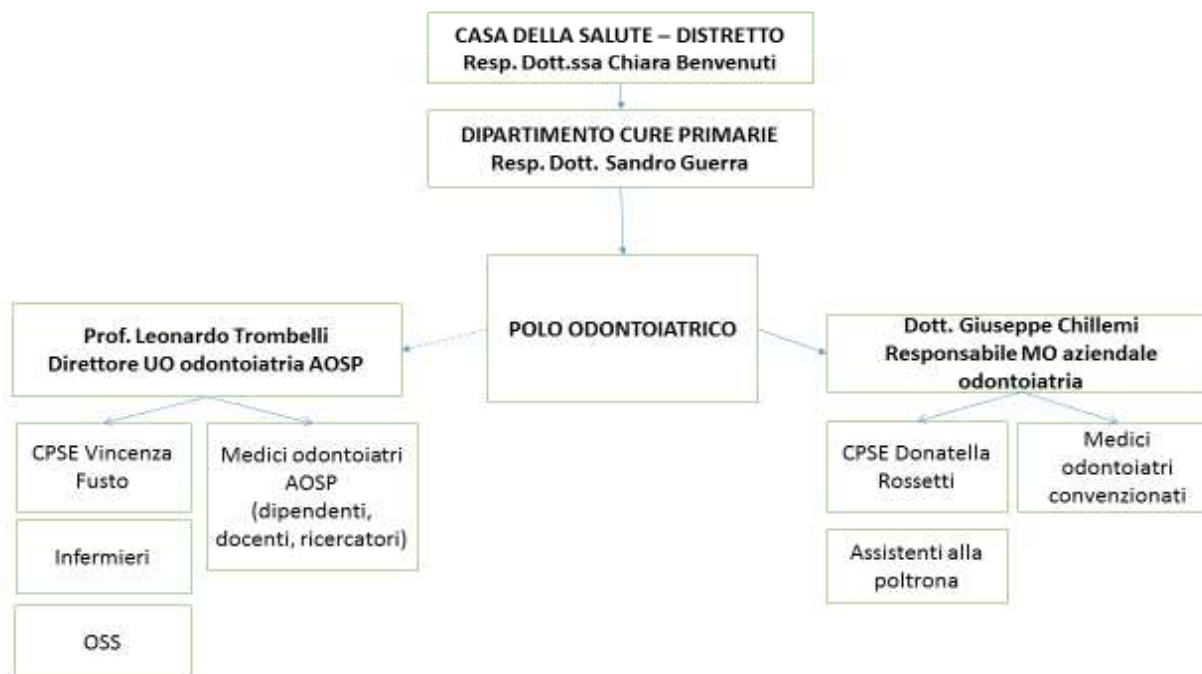 CASA DELLA SALUTE – DISTRETTO
Resp. Dott.ssa Chiara Benvenuti
DIPARTIMENTO CURE PRIMARIE
Resp. Dott. Sandro Guerra
POLO ODONTOIATRICO
Prof. Leonardo Trombelli
Direttore UO odontoiatria AOSP
CPSE Vincenza
Fusto
Infermieri
OSS
Medici odontoiatri
AOSP
(dipendenti,
docenti, ricercatori)
Dott. Giuseppe Chillemi
Responsabile MO aziendale
odontoiatria
CPSE Donatella
Rossetti
Assistenti alla
poltrona
Medici
odontoiatri
convenzionati